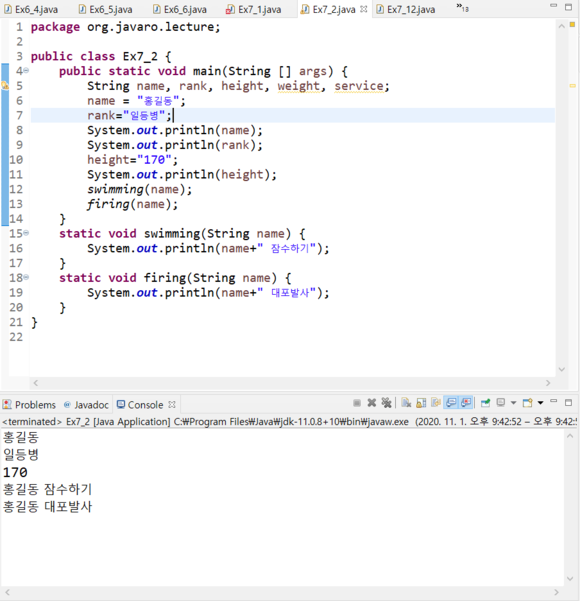 Ex6_4.java Ex6_5.java Ex6_6.java Ex7_1.java Ex7_2.java Ex7_12.java »13
1 package org.javaro.lecture;
2
3 public class Ex7_2 {
4 public static void main(String [] args) {
5 String name, rank, height, weight, service;
6 name = "홍길동";
7 rank="일등병";
8 System.out.println(name);
9 System.out.println(rank);
10 height="170";
11 System.out.println(height);
12 swimming(name);
13 firing(name);
14 }
15 static void swimming(String name) {
16 System.out.println(name+" 잠수하기");
17 }
18 static void firing(String name) {
19 System.out.println(name+" 대포발사");
20 }
21 }
22
Problems Javadoc Console
<terminated> Ex7_2 [Java Application] C:₩Program Files₩Java₩jdk-11.0.8+10₩bin₩javaw.exe (2020. 11. 1. 오후 9:42:52 – 오후 9:42:5
홍길동
일등병
170
홍길동 잠수하기
홍길동 대포발사